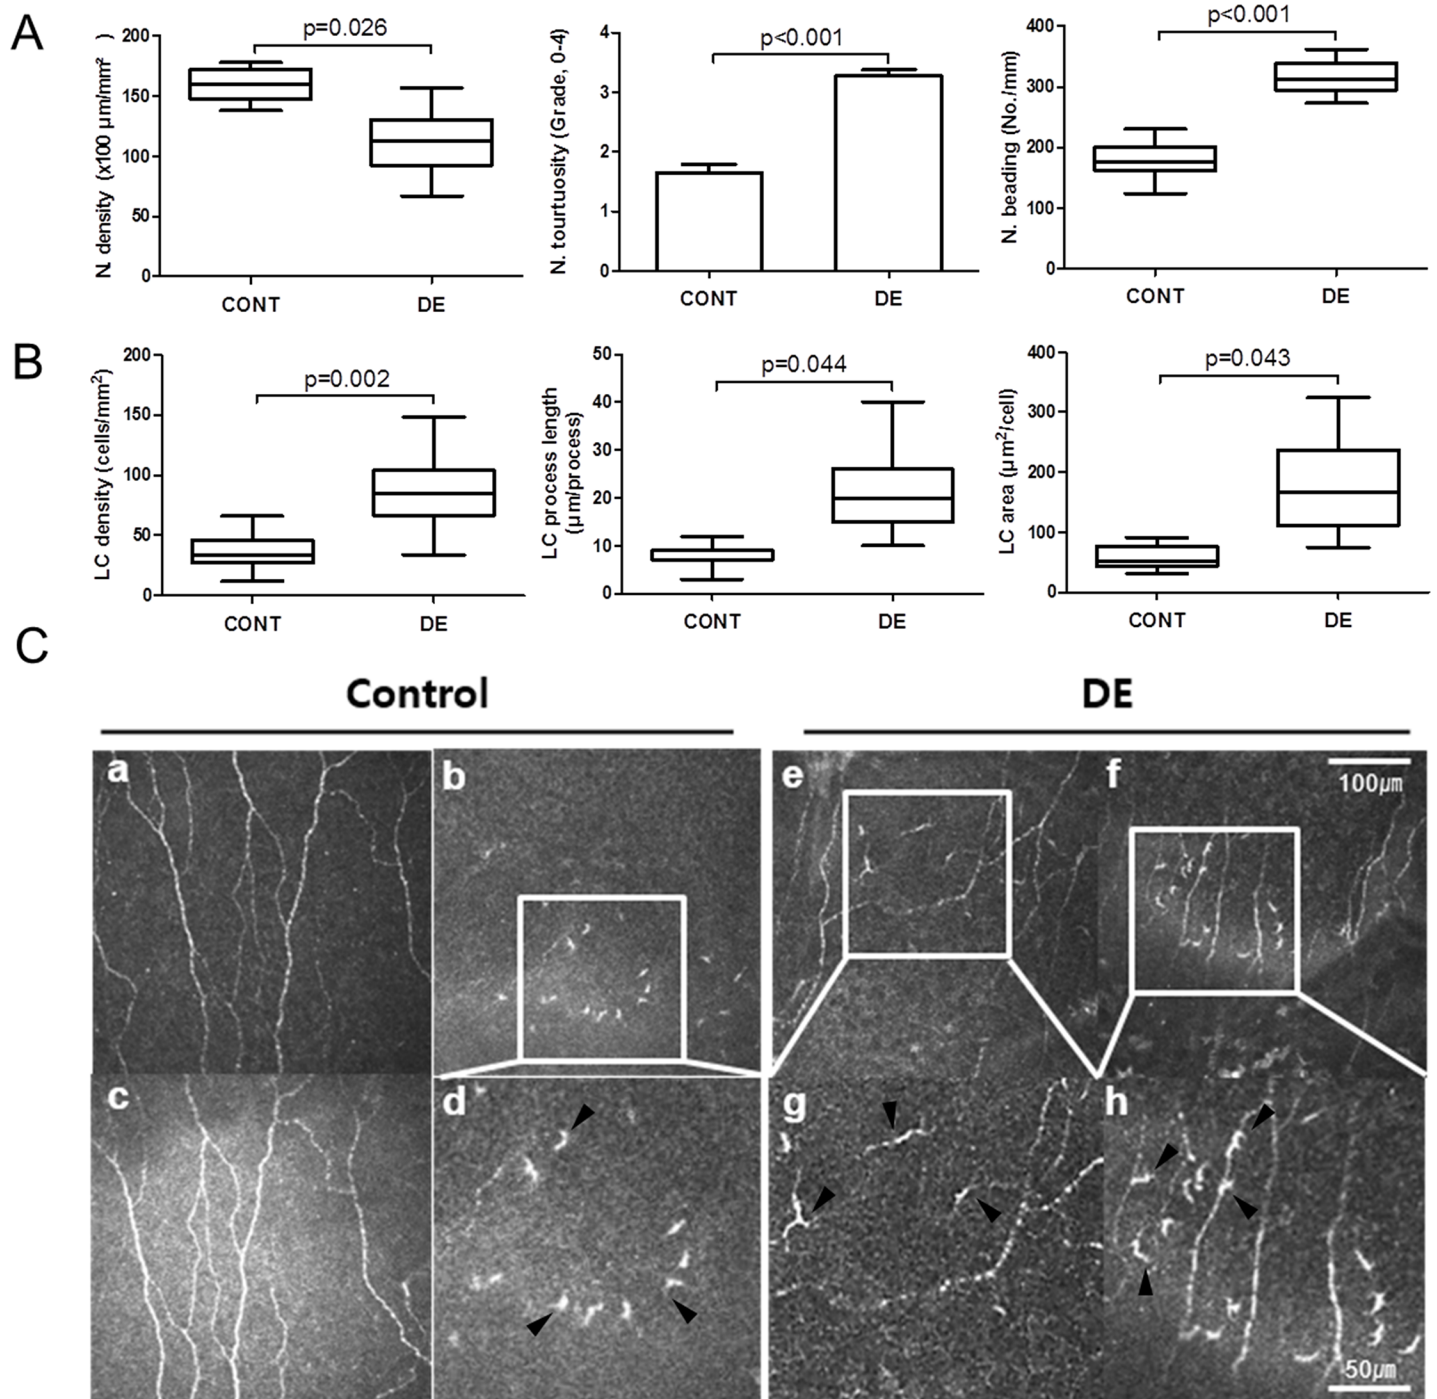 A
N. density (x100 µm/mm²)
200
150
100
50
0
p=0.026
CONT
DE
N. tourtuosity (Grade, 0-4)
4
3
2
1
0
p<0.001
CONT
DE
N. beading (No./mm)
400
300
200
100
0
p<0.001
CONT
DE
B
LC density (cells/mm²)
200
150
100
50
0
p=0.002
CONT
DE
LC process length
(µm/process)
50
40
30
20
10
0
p=0.044
CONT
DE
LC area (µm²/cell)
400
300
200
100
0
p=0.043
CONT
DE
C
Control
DE
a
b
e
f
100µm
c
d
g
h
50µm